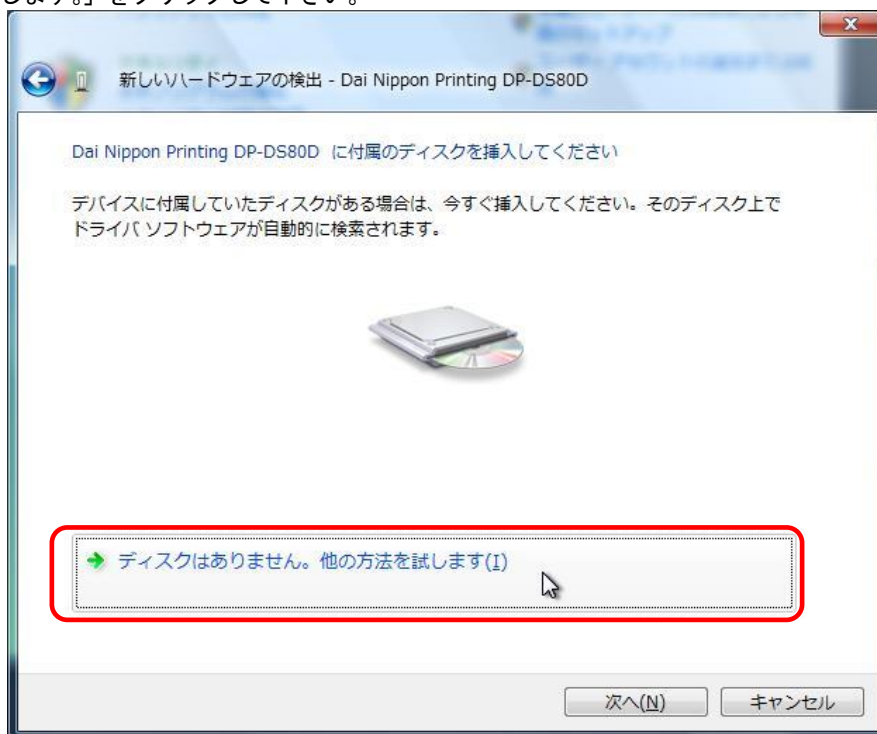 します。」をクリックして下さい。
新しいハードウェアの検出 - Dai Nippon Printing DP-DS80D
Dai Nippon Printing DP-DS80D に付属のディスクを挿入してください
デバイスに付属していたディスクがある場合は、今すぐ挿入してください。そのディスク上で
ドライバ ソフトウェアが自動的に検索されます。
ディスクはありません。他の方法を試します(I)
次へ(N) キャンセル